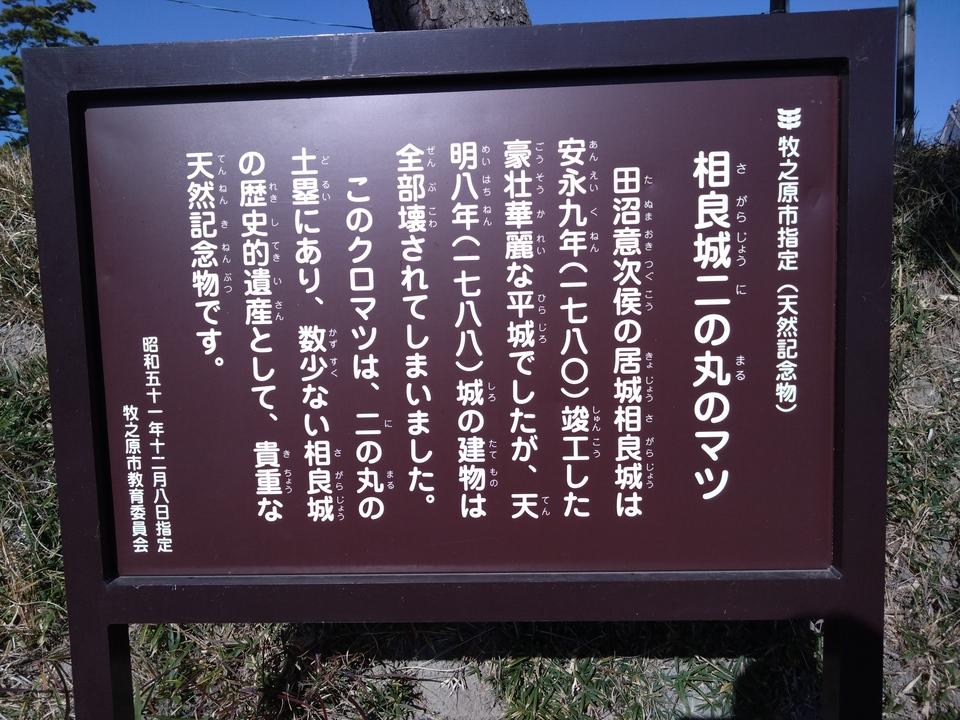 牧之原市指定（天然記念物）
相良城二の丸のマツ
田沼意次侯の居城相良城は
安永九年（一七八〇）竣工した
豪壮華麗な平城でしたが、天
明八年（一七八八）城の建物は
全部壊されてしまいました。
このクロマツは、二の丸の
土塁にあり、数少ない相良城
の歴史的遺産として、貴重な
天然記念物です。
昭和五十一年十二月八日指定
牧之原市教育委員会